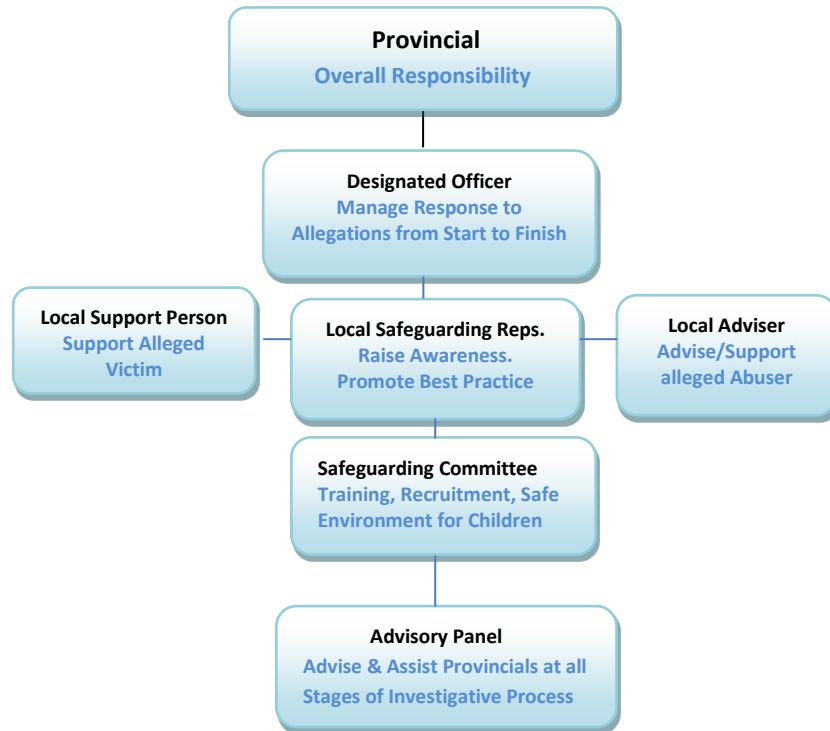 Provincial
Overall Responsibility
Designated Officer
Manage Response to
Allegations from Start to Finish
Local Support Person
Support Alleged
Victim
Local Safeguarding Reps.
Raise Awareness.
Promote Best Practice
Local Adviser
Advise/Support
alleged Abuser
Safeguarding Committee
Training, Recruitment, Safe
Environment for Children
Advisory Panel
Advise & Assist Provincials at all
Stages of Investigative Process